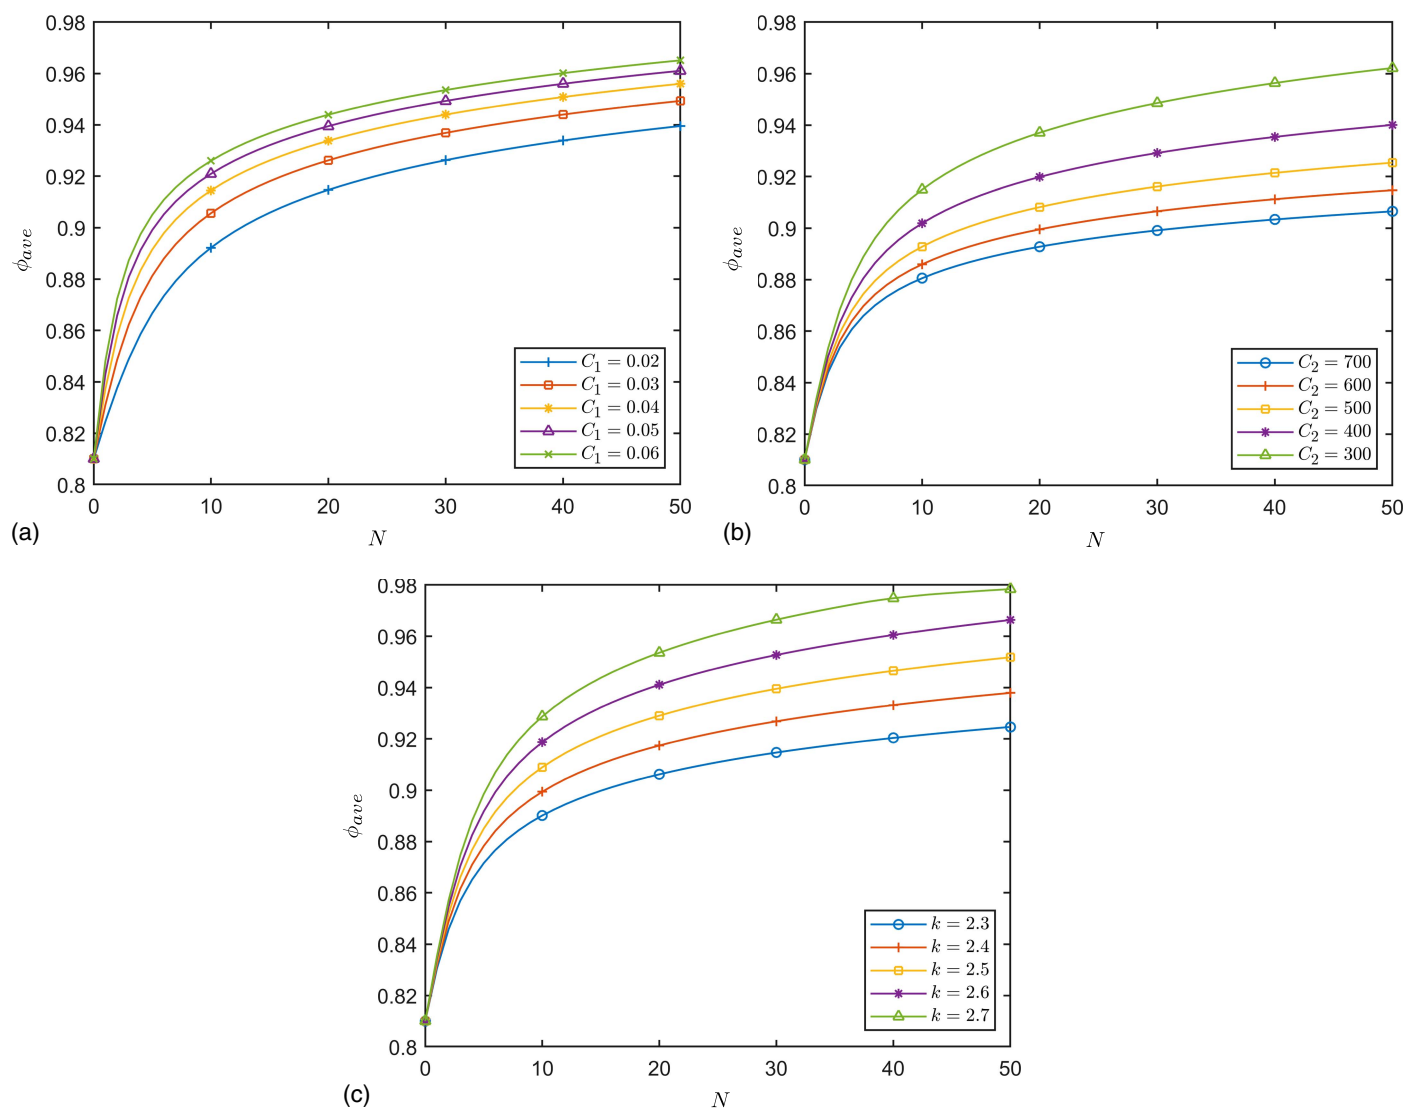 0.98
0.96
0.94
0.92
0.9
0.88
0.86
0.84
0.82
0.8
ϕ_ave
0 10 20 30 40 50
N
C₁ = 0.02
C₁ = 0.03
C₁ = 0.04
C₁ = 0.05
C₁ = 0.06
(a)
0.98
0.96
0.94
0.92
0.9
0.88
0.86
0.84
0.82
0.8
ϕ_ave
0 10 20 30 40 50
N
C₂ = 700
C₂ = 600
C₂ = 500
C₂ = 400
C₂ = 300
(b)
0.98
0.96
0.94
0.92
0.9
0.88
0.86
0.84
0.82
0.8
ϕ_ave
0 10 20 30 40 50
N
k = 2.3
k = 2.4
k = 2.5
k = 2.6
k = 2.7
(c)